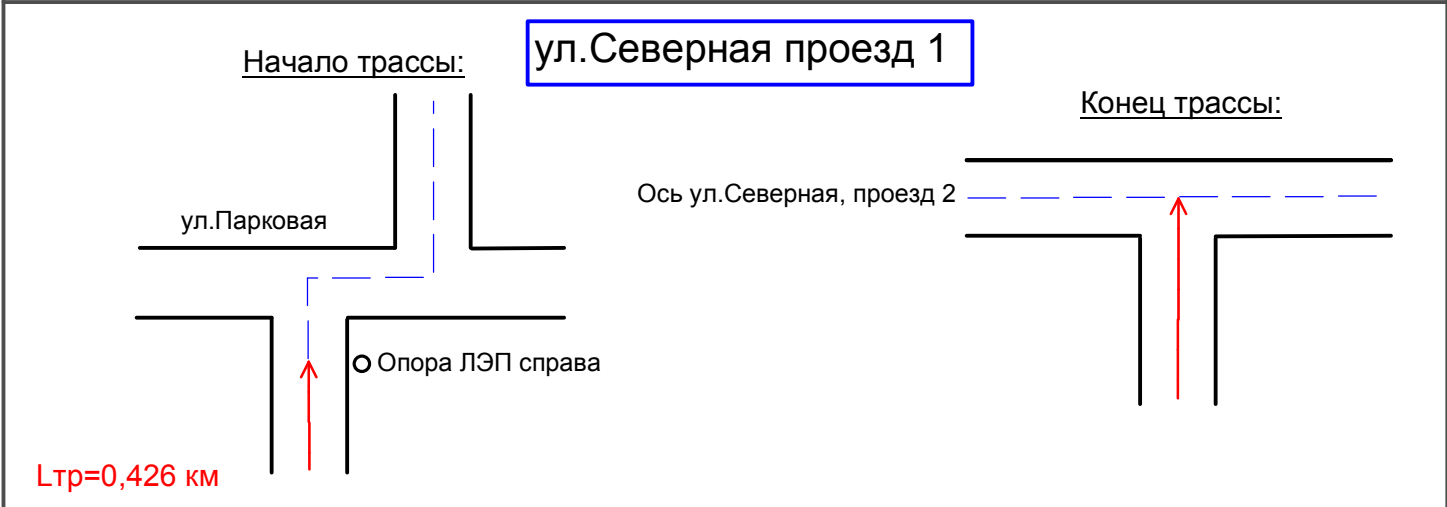 ул.Северная проезд 1
Начало трассы:
Конец трассы:
Ось ул.Северная, проезд 2
ул.Парковая
Опора ЛЭП справа
Lтр=0,426 км